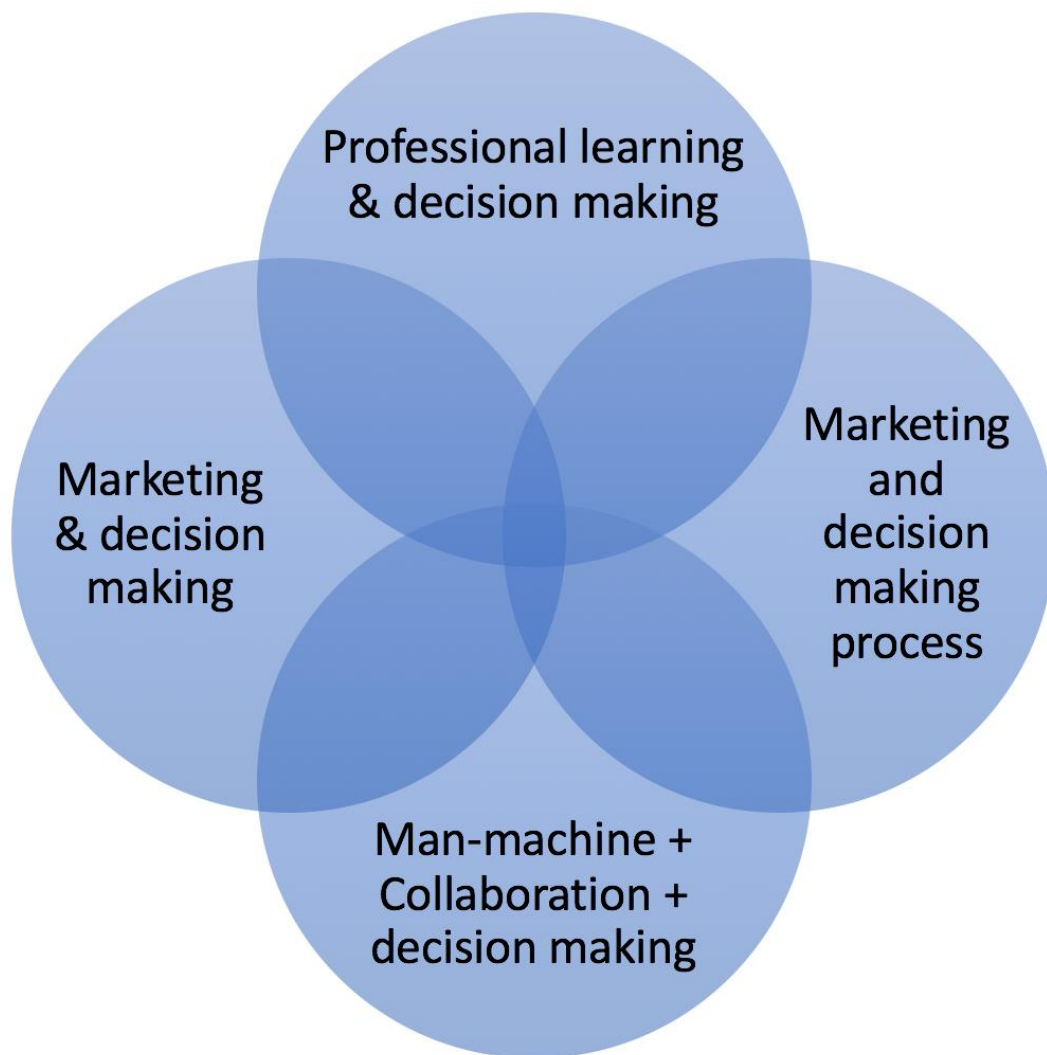 Professional learning
& decision making
Marketing
& decision
making
Marketing
and
decision
making
process
Man-machine +
Collaboration +
decision making